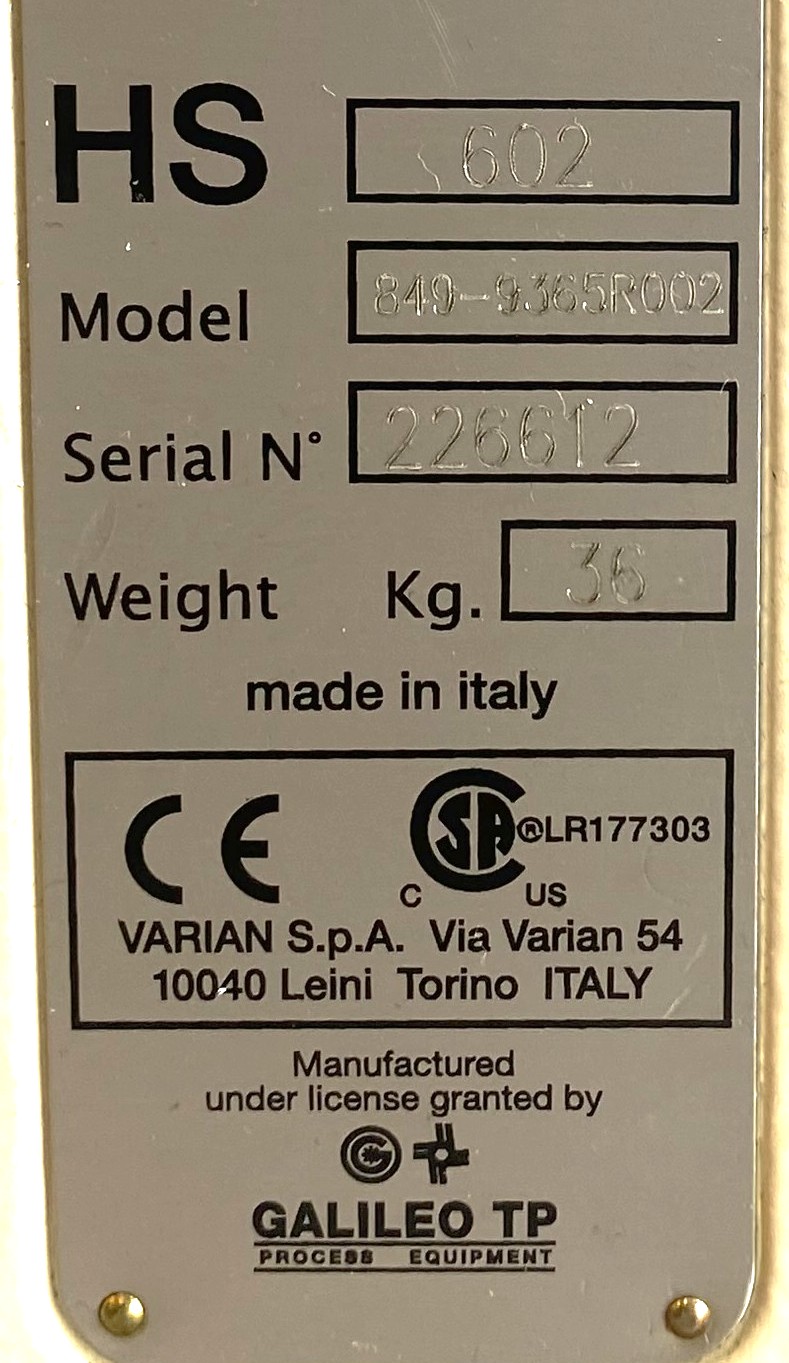 HS 602
Model 849-9365R002
Serial N° 226612
Weight Kg. 36
made in italy
CE CSA ®LR177303
C US
VARIAN S.p.A. Via Varian 54
10040 Leini Torino ITALY
Manufactured
under license granted by
G
GALILEO TP
PROCESS EQUIPMENT